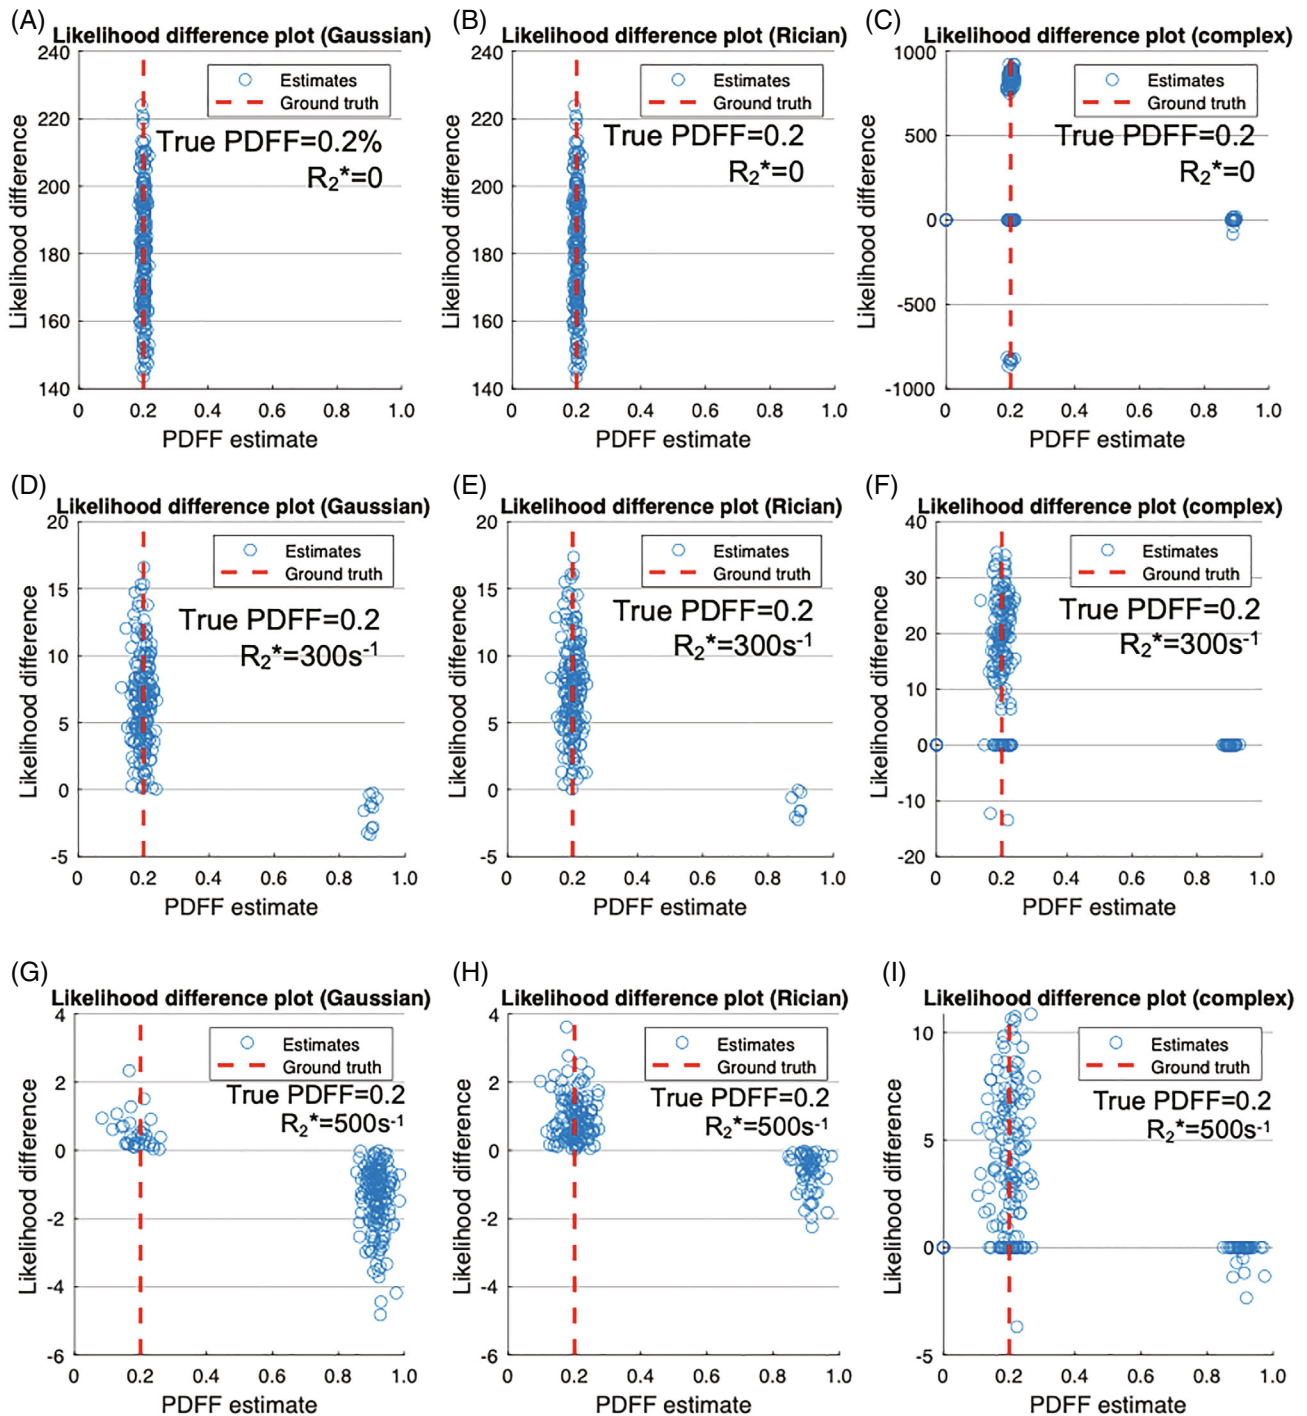 (A)
Likelihood difference plot (Gaussian)
240
220
200
180
160
140
Likelihood difference
Estimates
Ground truth
True PDFF=0.2%
R2*=0
0 0.2 0.4 0.6 0.8 1.0
PDFF estimate
(B)
Likelihood difference plot (Rician)
240
220
200
180
160
140
Likelihood difference
Estimates
Ground truth
True PDFF=0.2
R2*=0
0 0.2 0.4 0.6 0.8 1.0
PDFF estimate
(C)
Likelihood difference plot (complex)
1000
500
0
-500
-1000
Likelihood difference
Estimates
Ground truth
True PDFF=0.2
R2*=0
0 0.2 0.4 0.6 0.8 1.0
PDFF estimate
(D)
Likelihood difference plot (Gaussian)
20
15
10
5
0
-5
Likelihood difference
Estimates
Ground truth
True PDFF=0.2
R2*=300s-1
0 0.2 0.4 0.6 0.8 1.0
PDFF estimate
(E)
Likelihood difference plot (Rician)
20
15
10
5
0
-5
Likelihood difference
Estimates
Ground truth
True PDFF=0.2
R2*=300s-1
0 0.2 0.4 0.6 0.8 1.0
PDFF estimate
(F)
Likelihood difference plot (complex)
40
30
20
10
0
-10
-20
Likelihood difference
Estimates
Ground truth
True PDFF=0.2
R2*=300s-1
0 0.2 0.4 0.6 0.8 1.0
PDFF estimate
(G)
Likelihood difference plot (Gaussian)
4
2
0
-2
-4
-6
Likelihood difference
Estimates
Ground truth
True PDFF=0.2
R2*=500s-1
0 0.2 0.4 0.6 0.8 1.0
PDFF estimate
(H)
Likelihood difference plot (Rician)
4
2
0
-2
-4
-6
Likelihood difference
Estimates
Ground truth
True PDFF=0.2
R2*=500s-1
0 0.2 0.4 0.6 0.8 1.0
PDFF estimate
(I)
Likelihood difference plot (complex)
10
5
0
-5
Likelihood difference
Estimates
Ground truth
True PDFF=0.2
R2*=500s-1
0 0.2 0.4 0.6 0.8 1.0
PDFF estimate